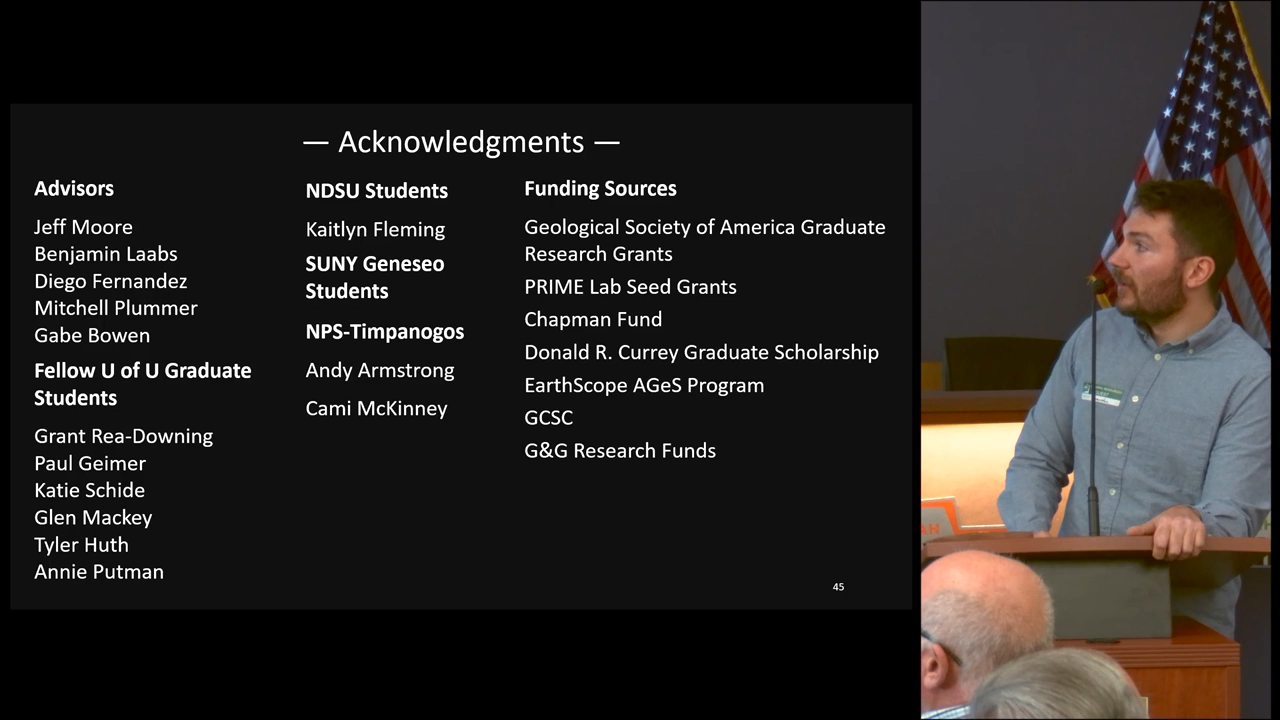 — Acknowledgments —
Advisors
Jeff Moore
Benjamin Laabs
Diego Fernandez
Mitchell Plummer
Gabe Bowen
Fellow U of U Graduate
Students
Grant Rea-Downing
Paul Geimer
Katie Schide
Glen Mackey
Tyler Huth
Annie Putman
NDSU Students
Kaitlyn Fleming
SUNY Geneseo
Students
NPS-Timpanogos
Andy Armstrong
Cami McKinney
Funding Sources
Geological Society of America Graduate
Research Grants
PRIME Lab Seed Grants
Chapman Fund
Donald R. Currey Graduate Scholarship
EarthScope AGeS Program
GCSC
G&G Research Funds
45